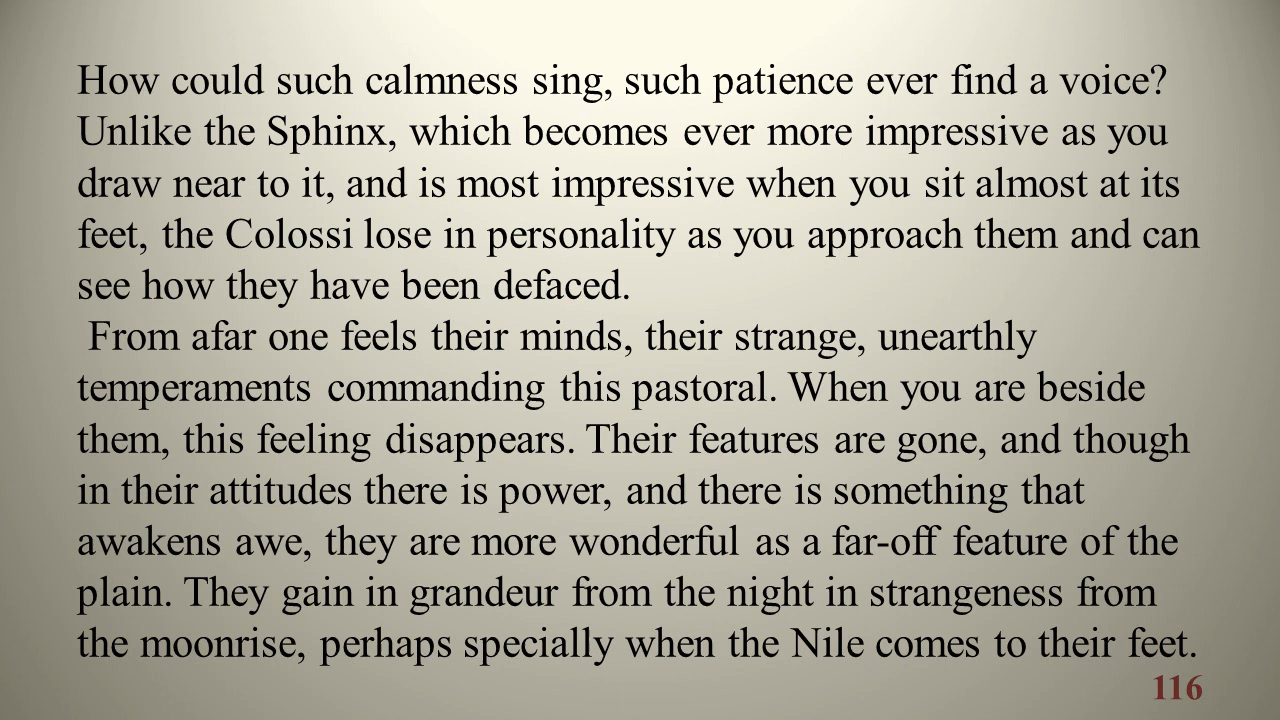 How could such calmness sing, such patience ever find a voice?
Unlike the Sphinx, which becomes ever more impressive as you
draw near to it, and is most impressive when you sit almost at its
feet, the Colossi lose in personality as you approach them and can
see how they have been defaced.
From afar one feels their minds, their strange, unearthly
temperaments commanding this pastoral. When you are beside
them, this feeling disappears. Their features are gone, and though
in their attitudes there is power, and there is something that
awakens awe, they are more wonderful as a far-off feature of the
plain. They gain in grandeur from the night in strangeness from
the moonrise, perhaps specially when the Nile comes to their feet.
116